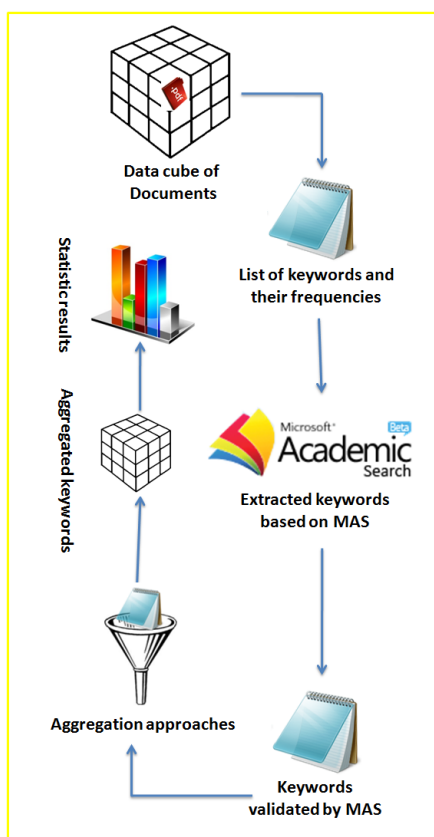 .pdf
Data cube of
Documents
List of keywords and
their frequencies
Microsoft®
Academic
Beta
Search
Extracted keywords
based on MAS
Keywords
validated by MAS
Aggregation approaches
Aggregated keywords
Statistic results